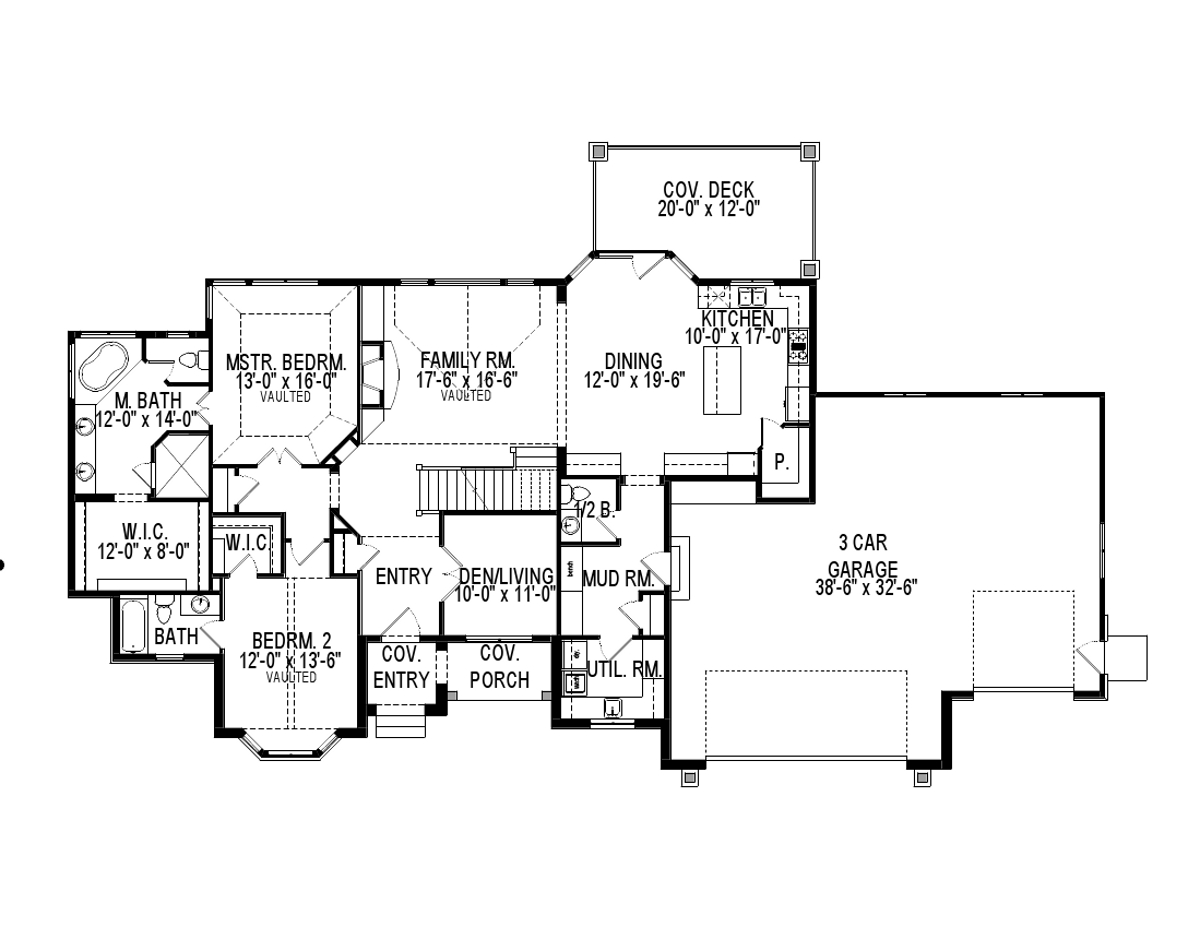 COV. DECK
20'-0" x 12'-0"
KITCHEN
10'-0" x 17'-0"
MSTR. BEDRM.
13'-0" x 16'-0"
VAULTED
FAMILY RM.
17'-6" x 16'-6"
VAULTED
DINING
12'-0" x 19'-6"
M. BATH
12'-0" x 14'-0"
P.
1/2 B.
W.I.C.
12'-0" x 8'-0"
W.I.C
3 CAR
GARAGE
38'-6" x 32'-6"
ENTRY
DEN/LIVING
10'-0" x 11'-0"
bench
MUD RM.
BATH
BEDRM. 2
12'-0" x 13'-6"
VAULTED
COV.
ENTRY
COV.
PORCH
UTIL. RM.